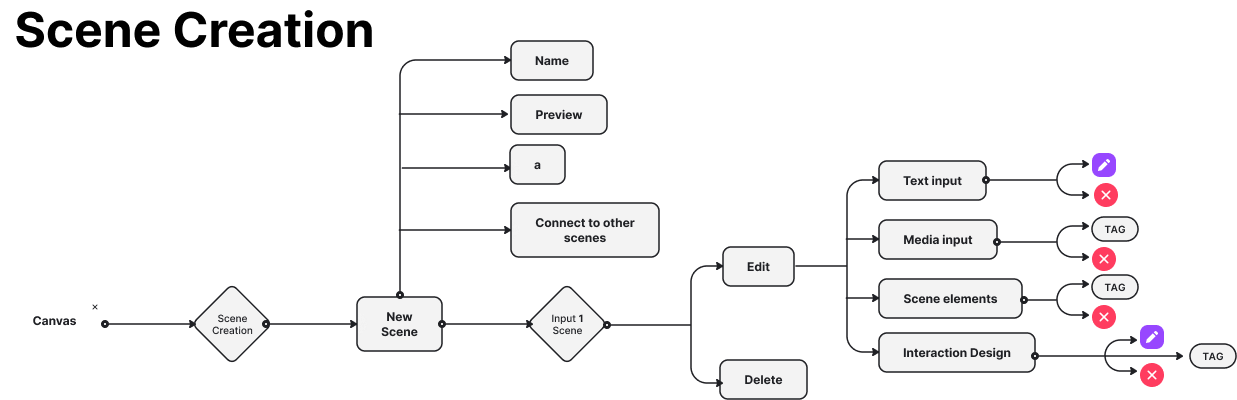 Scene Creation
Name
Preview
a
Connect to other
scenes
Canvas
×
Scene
Creation
New
Scene
Input 1
Scene
Edit
Delete
Text input
Media input
TAG
Scene elements
TAG
Interaction Design
TAG